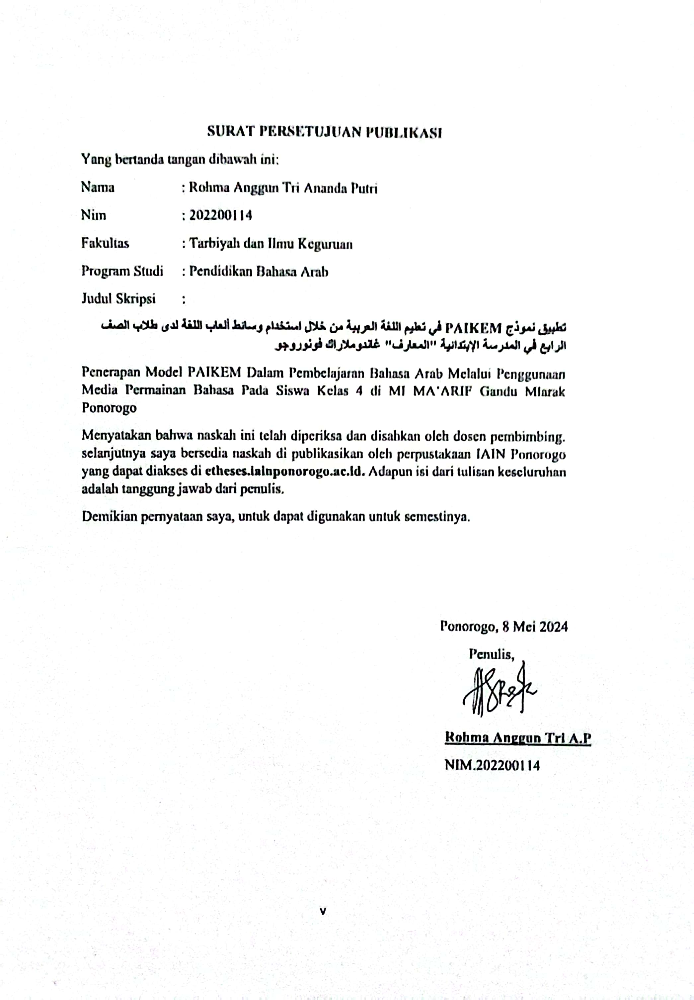 SURAT PERSETUJUAN PUBLIKASI
Yang bertanda tangan dibawah ini:
Nama : Rohma Anggun Tri Ananda Putri
Nim : 202200114
Fakultas : Tarbiyah dan Ilmu Keguruan
Program Studi : Pendidikan Bahasa Arab
Judul Skripsi :
تطبيق نموذج PAIKEM في تعليم اللغة العربية من خلال استخدام وسائط ألعاب اللغة لدى طلاب الصف
الرابع في المدرسة الإبتدائية "المعارف" غاندوملاراك فونوروجو
Penerapan Model PAIKEM Dalam Pembelajaran Bahasa Arab Melalui Penggunaan
Media Permainan Bahasa Pada Siswa Kelas 4 di MI MA'ARIF Gandu Mlarak
Ponorogo
Menyatakan bahwa naskah ini telah diperiksa dan disahkan oleh dosen pembimbing.
selanjutnya saya bersedia naskah di publikasikan oleh perpustakaan IAIN Ponorogo
yang dapat diakses di etheses.iainponorogo.ac.id. Adapun isi dari tulisan keseluruhan
adalah tanggung jawab dari penulis.
Demikian pernyataan saya, untuk dapat digunakan untuk semestinya.
Ponorogo, 8 Mei 2024
Penulis,
Rohma Anggun Tri A.P
NIM.202200114
v